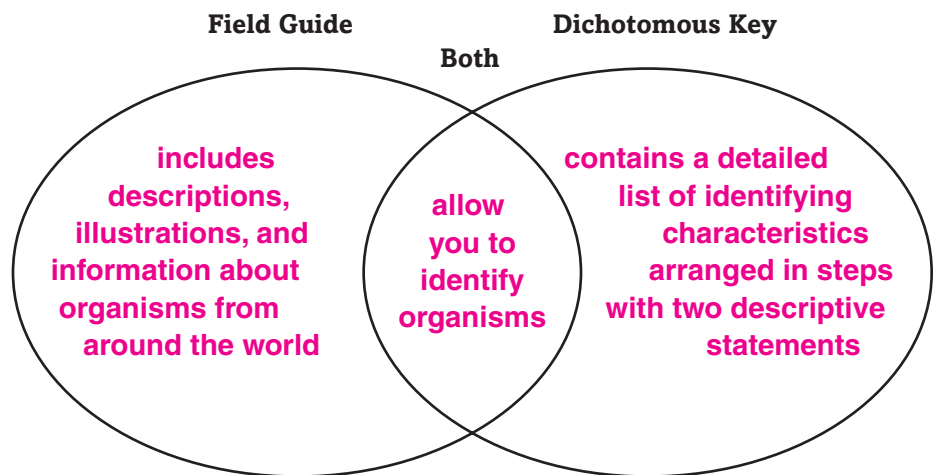 Field Guide
Dichotomous Key
Both
includes
descriptions,
illustrations, and
information about
organisms from
around the world
allow
you to
identify
organisms
contains a detailed
list of identifying
characteristics
arranged in steps
with two descriptive
statements